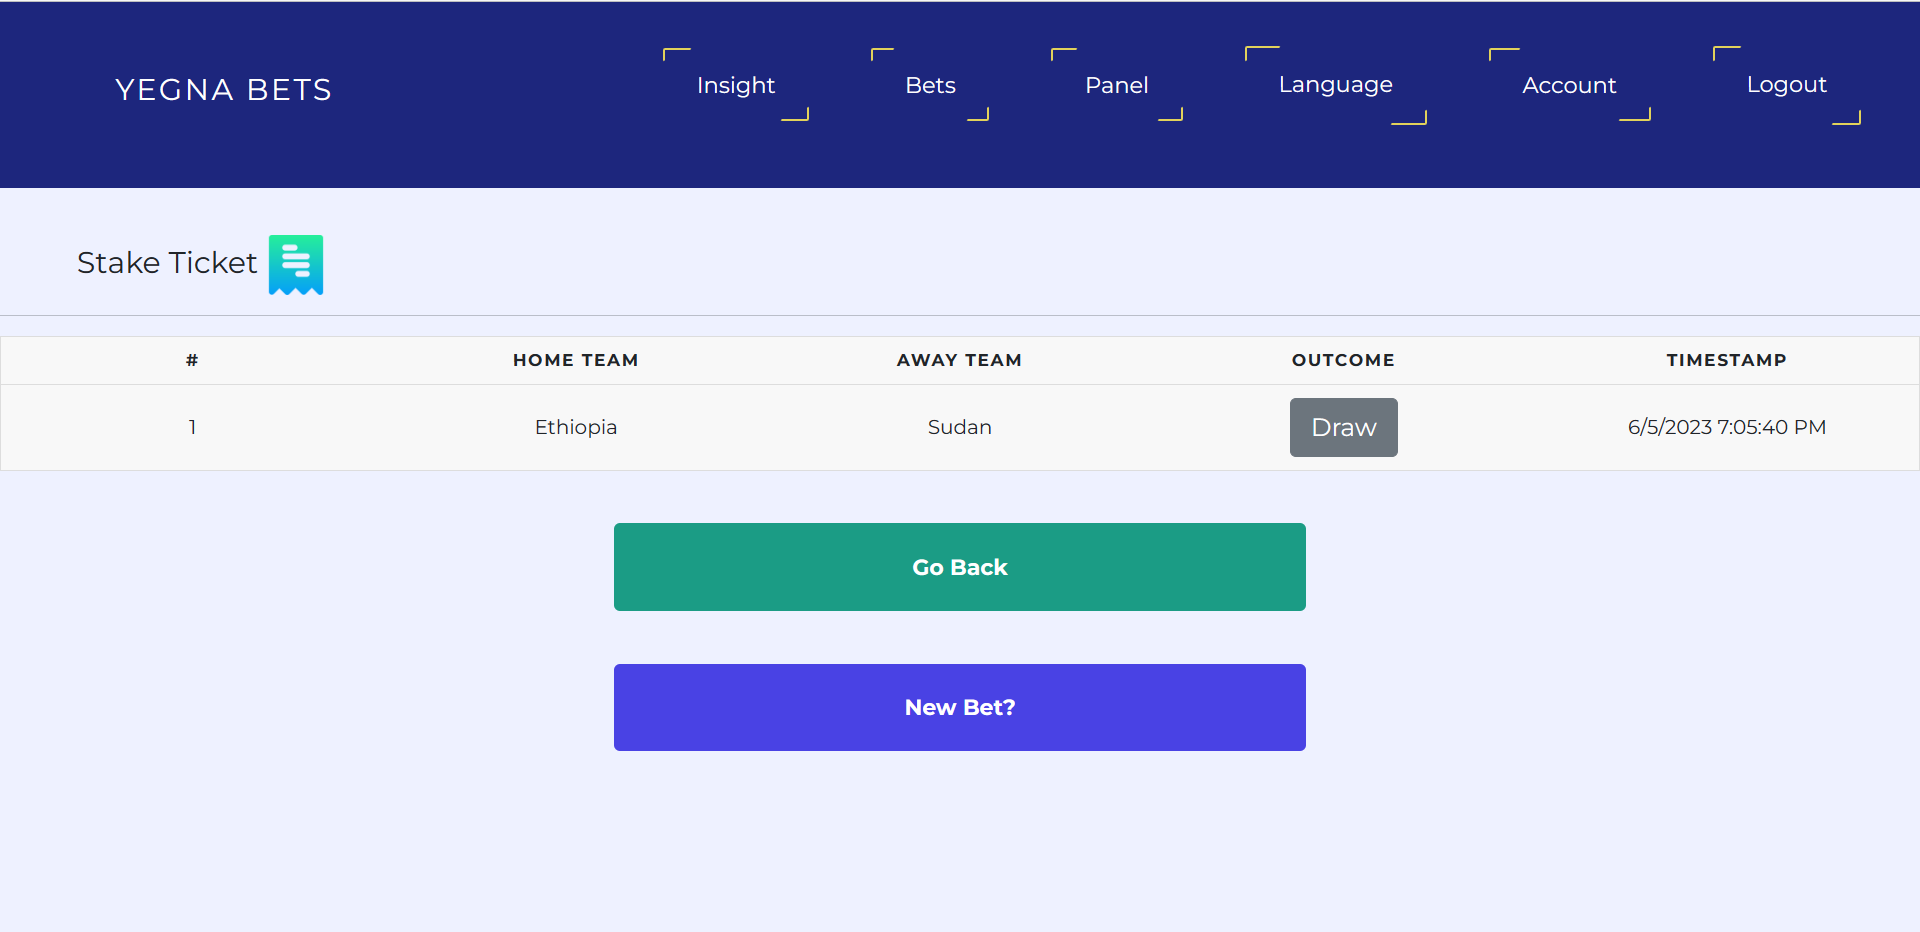 YEGNA BETS Insight Bets Panel Language Account Logout
Stake Ticket
# HOME TEAM AWAY TEAM OUTCOME TIMESTAMP
1 Ethiopia Sudan Draw 6/5/2023 7:05:40 PM
Go Back
New Bet?